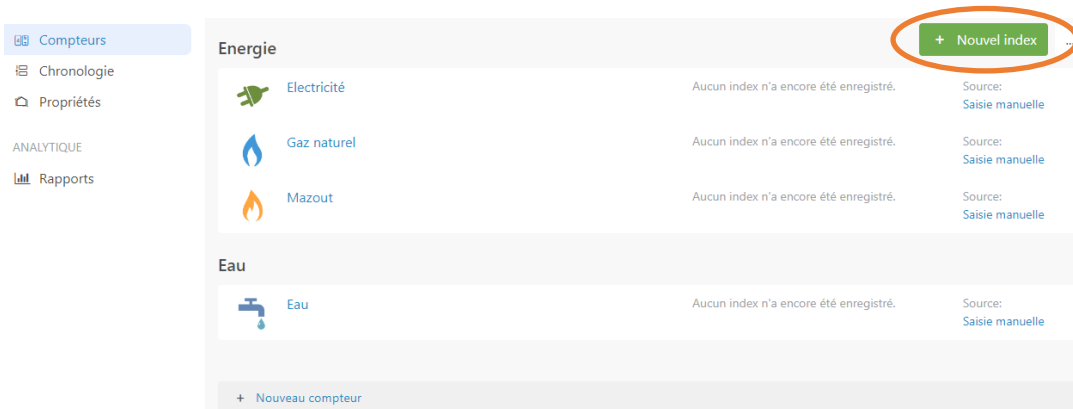 Compteurs
Chronologie
Propriétés
ANALYTIQUE
Rapports
Energie
+ Nouvel index
...
Electricité
Aucun index n'a encore été enregistré.
Source:
Saisie manuelle
Gaz naturel
Aucun index n'a encore été enregistré.
Source:
Saisie manuelle
Mazout
Aucun index n'a encore été enregistré.
Source:
Saisie manuelle
Eau
Eau
Aucun index n'a encore été enregistré.
Source:
Saisie manuelle
+ Nouveau compteur